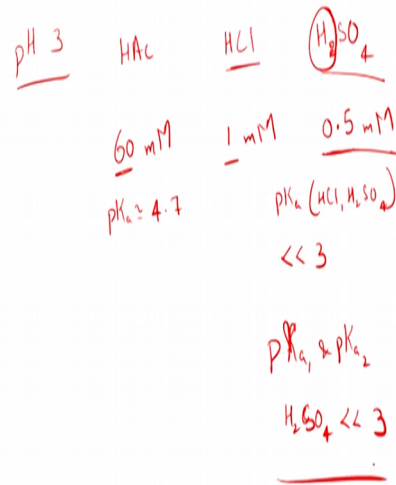 pH 3 HAc HCl H₂SO₄
60 mM 1 mM 0.5 mM
pKₐ ≈ 4.7 pKₐ (HCl, H₂SO₄)
<< 3
pKₐ₁ & pKₐ₂
H₂SO₄ << 3